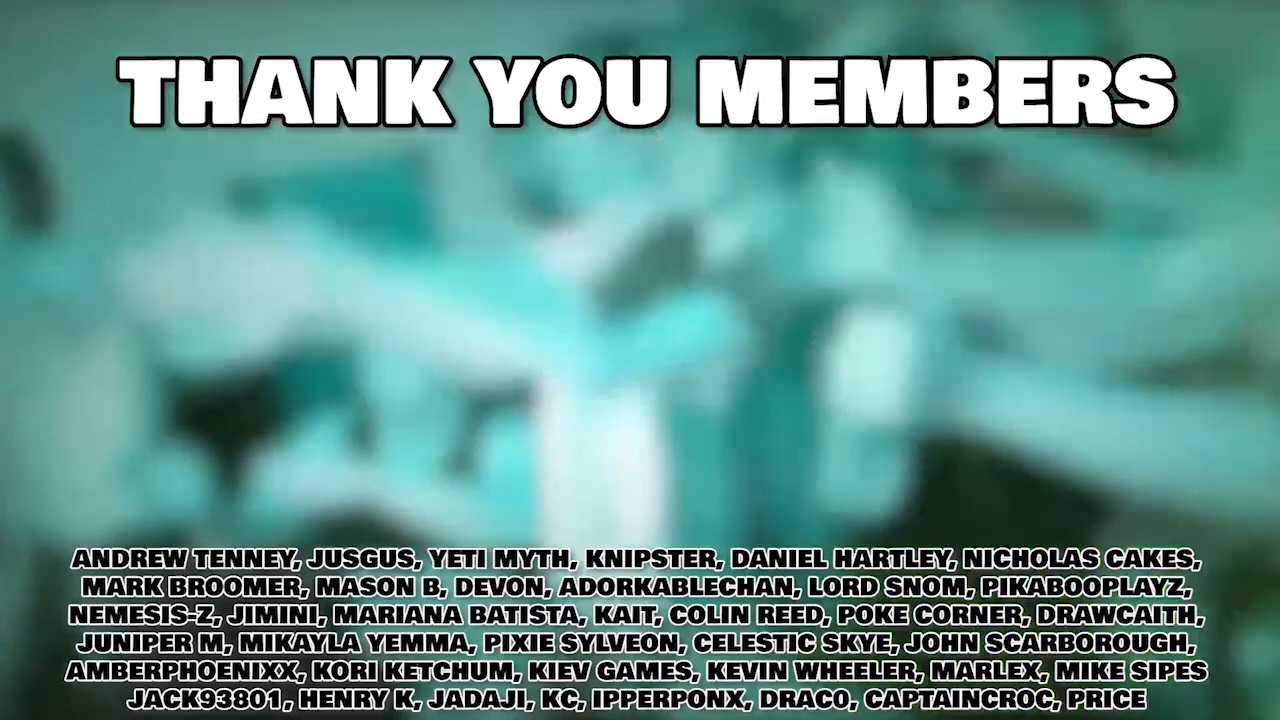 THANK YOU MEMBERS
ANDREW TENNEY, JUSGUS, YETI MYTH, KNIPSTER, DANIEL HARTLEY, NICHOLAS CAKES,
MARK BROOMER, MASON B, DEVON, ADORKABLECHAN, LORD SNOM, PIKABOOPLAYZ,
NEMESIS-Z, JIMINI, MARIANA BATISTA, KAIT, COLIN REED, POKE CORNER, DRAWCAITH,
JUNIPER M, MIKAYLA YEMMA, PIXIE SYLVEON, CELESTIC SKYE, JOHN SCARBOROUGH,
AMBERPHOENIXX, KORI KETCHUM, KIEV GAMES, KEVIN WHEELER, MARLEX, MIKE SIPES
JACK93801, HENRY K, JADAJI, KC, IPPERPONX, DRACO, CAPTAINCROC, PRICE